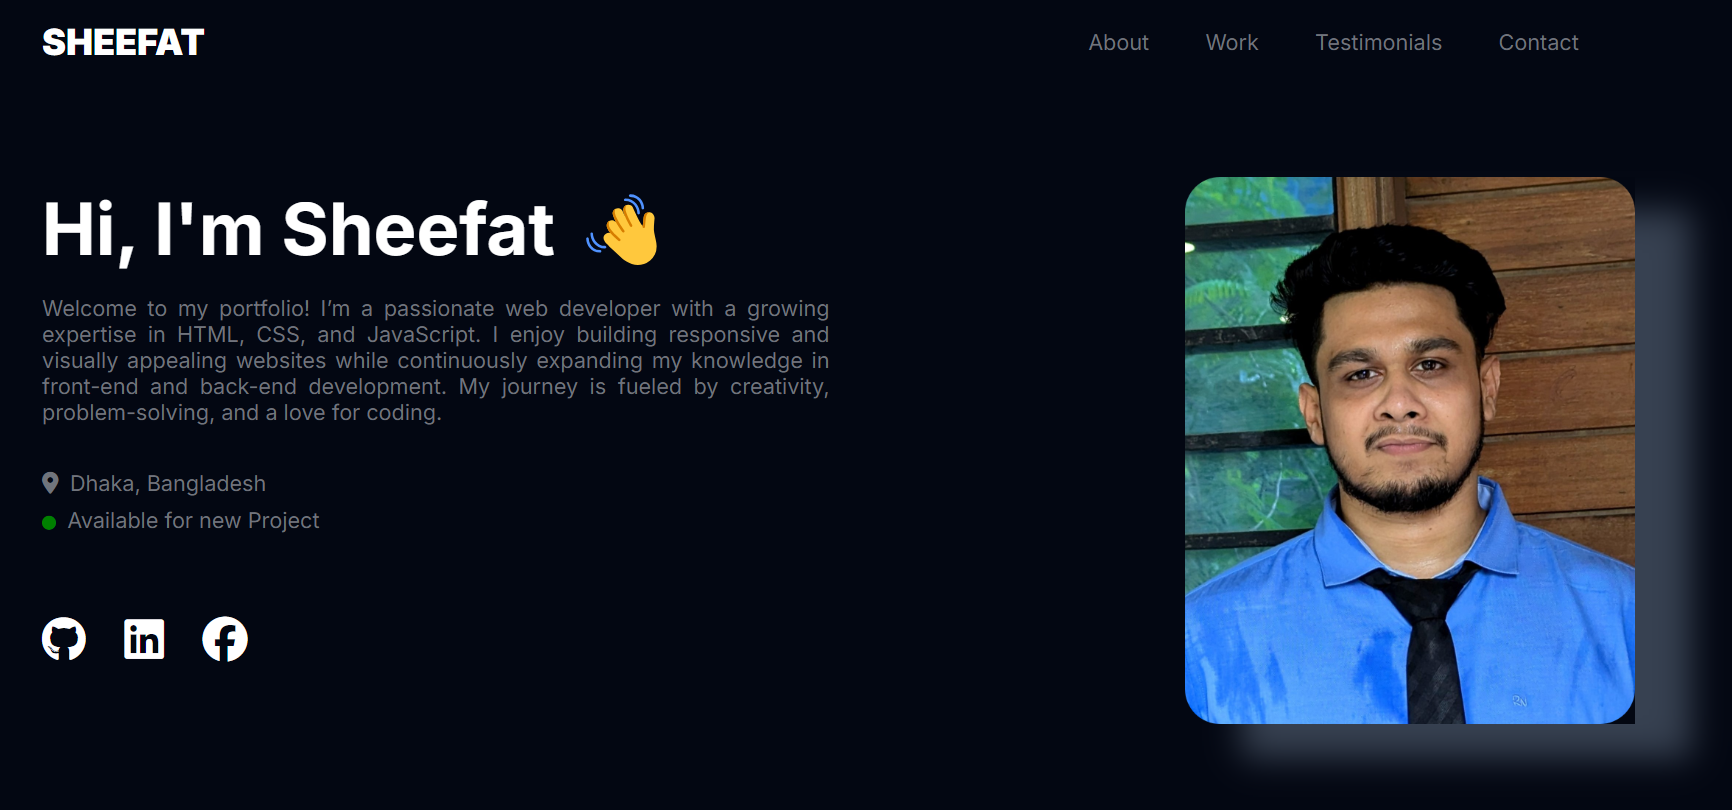 SHEEFAT
About Work Testimonials Contact
Hi, I'm Sheefat
Welcome to my portfolio! I’m a passionate web developer with a growing
expertise in HTML, CSS, and JavaScript. I enjoy building responsive and
visually appealing websites while continuously expanding my knowledge in
front-end and back-end development. My journey is fueled by creativity,
problem-solving, and a love for coding.
Dhaka, Bangladesh
Available for new Project
in